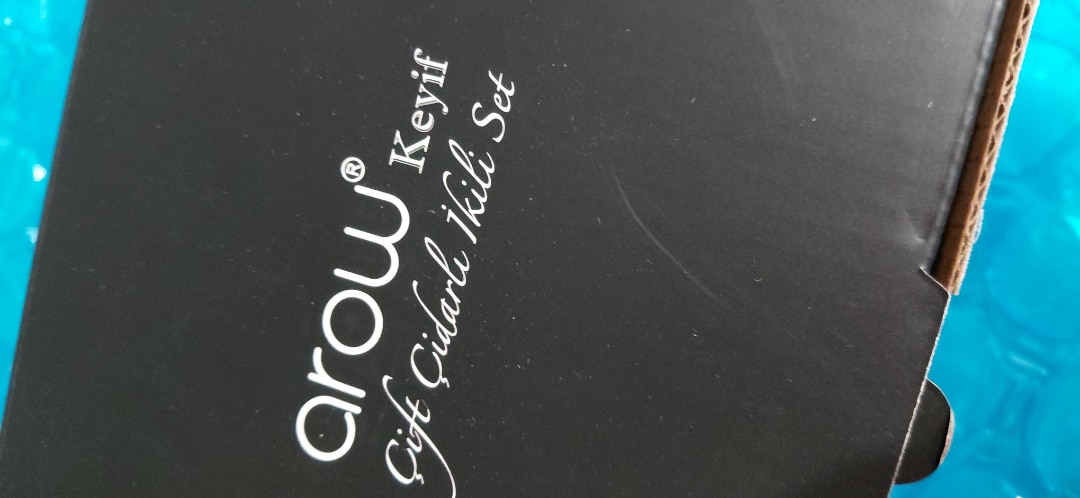 arow®
Keyif
Çift Çidarlı İkili Set